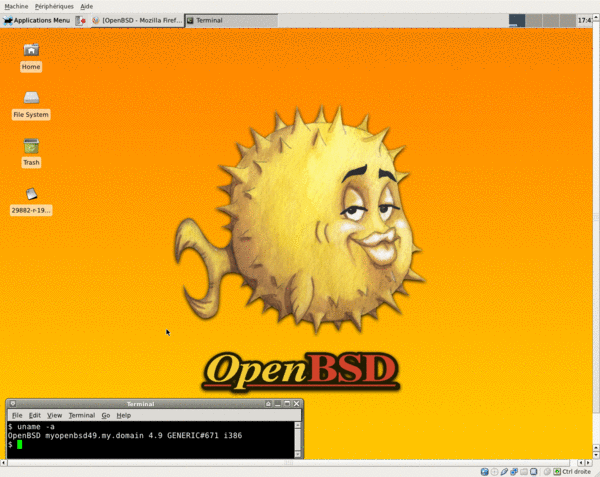 Machine Périphériques Aide
Applications Menu [OpenBSD - Mozilla Firef... Terminal 17:4
Home
File System
Trash
29882-r-19...
OpenBSD
Terminal
File Edit View Terminal Go Help
$ uname -a
OpenBSD myopenbsd49.my.domain 4.9 GENERIC#671 i386
$
Ctrl droite